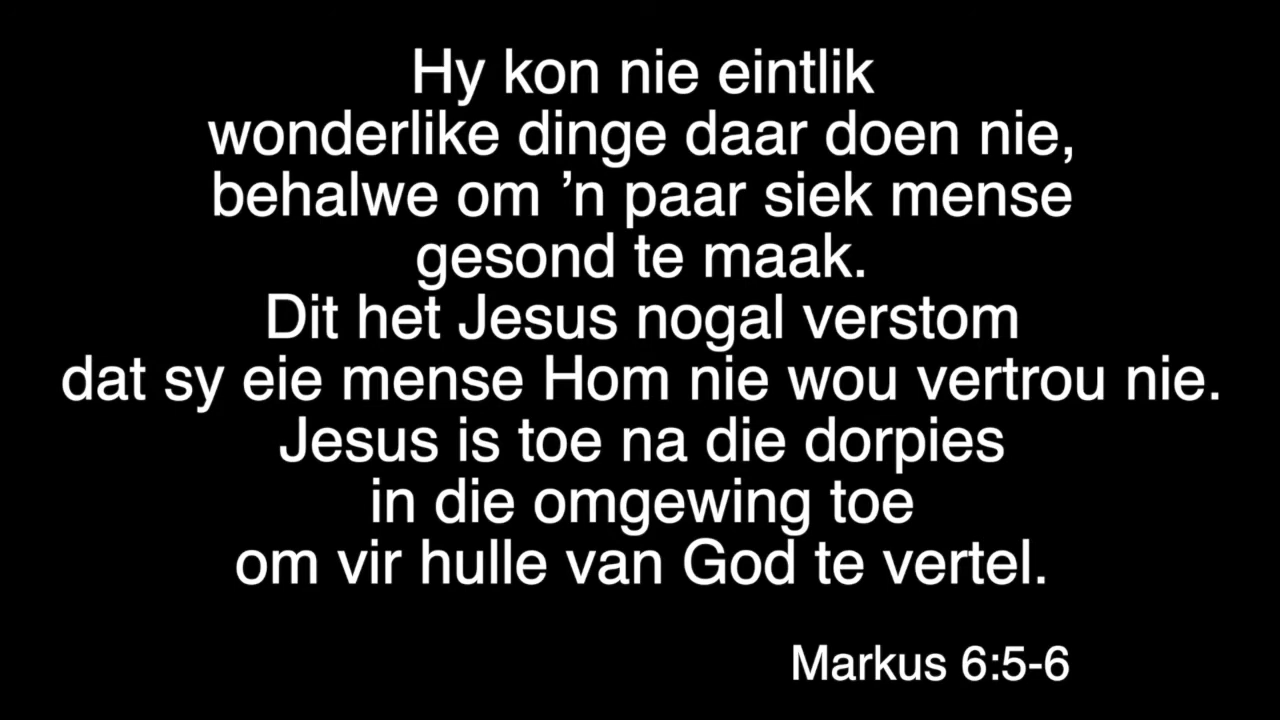 Hy kon nie eintlik
wonderlike dinge daar doen nie,
behalwe om ’n paar siek mense
gesond te maak.
Dit het Jesus nogal verstom
dat sy eie mense Hom nie wou vertrou nie.
Jesus is toe na die dorpies
in die omgewing toe
om vir hulle van God te vertel.
Markus 6:5-6